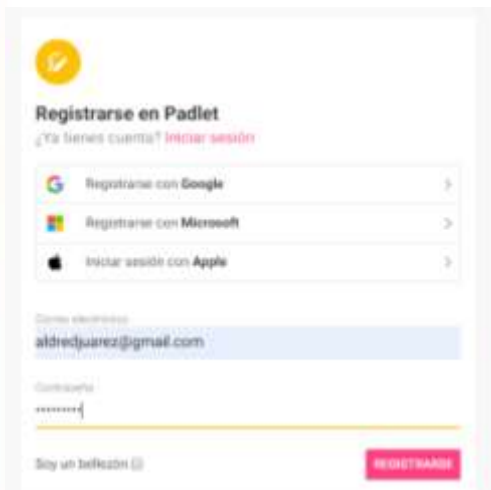 Registrarse en Padlet
¿Ya tienes cuenta? Iniciar sesión
Registrarse con Google
Registrarse con Microsoft
Iniciar sesión con Apple
Correo electrónico
aldredjuarez@gmail.com
Contraseña
Soy un bellezón
REGISTRARSE